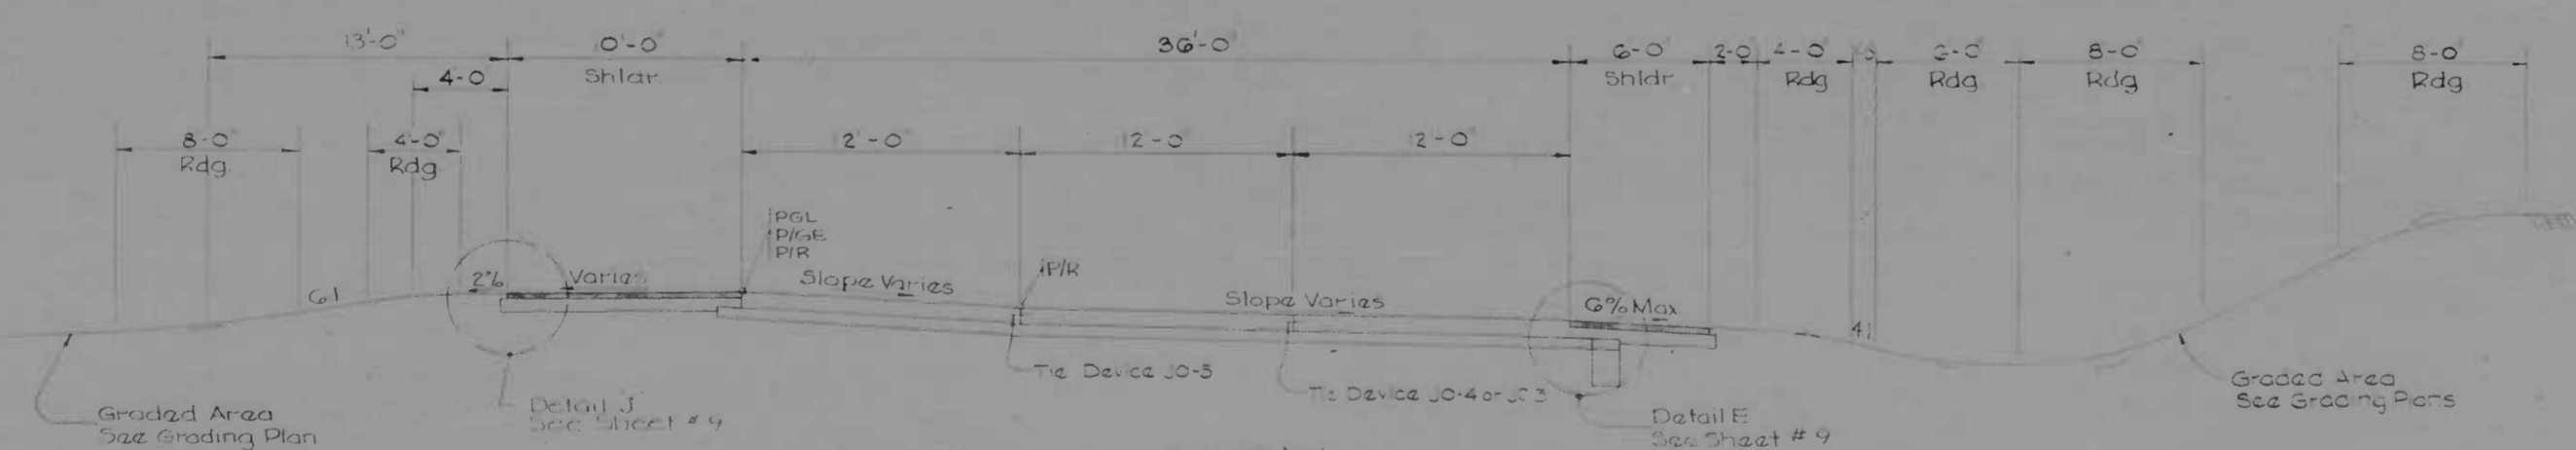 13'-0" 10'-0" 36'-0" 6-0 2-0 4-0 6-0 8-0 8-0
Shldr. Shldr Rdg Rdg Rdg Rdg
4-0
8-0 4-0 12-0 12-0 12-0
Rdg Rdg
PGL
P/GE
P/R
P/R
6:1 2% Varies Slope Varies Slope Varies 6% Max 4:1
Tie Device JO-5
Tie Device JO-4 or JO 3
Graded Area
See Grading Plan
Detail J
See Sheet # 9
Detail E
See Sheet # 9
Graded Area
See Grading Plans